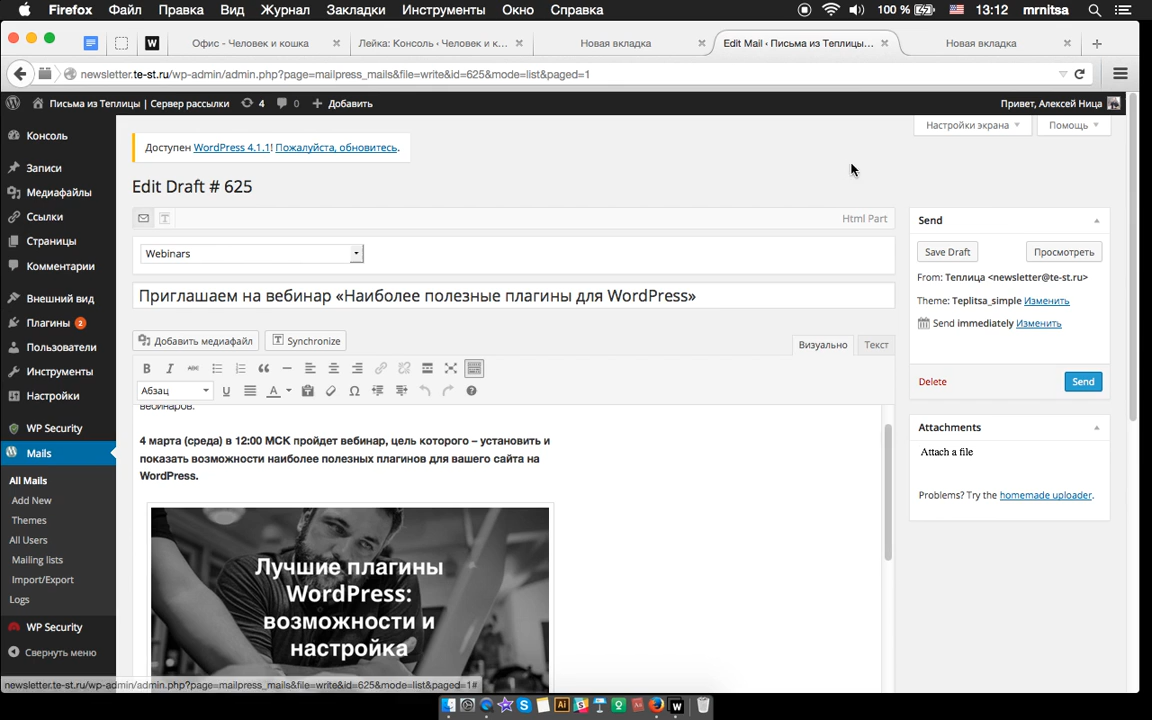 Firefox Файл Правка Вид Журнал Закладки Инструменты Окно Справка 100 % 13:12 mrnitsa
Офис - Человек и кошка Лейка: Консоль ‹ Человек и к... Новая вкладка Edit Mail ‹ Письма из Теплицы... Новая вкладка
newsletter.te-st.ru/wp-admin/admin.php?page=mailpress_mails&file=write&id=625&mode=list&paged=1
Письма из Теплицы | Сервер рассылки 4 0 + Добавить Привет, Алексей Ница
Консоль
Записи
Медиафайлы
Ссылки
Страницы
Комментарии
Внешний вид
Плагины 2
Пользователи
Инструменты
Настройки
WP Security
Mails
All Mails
Add New
Themes
All Users
Mailing lists
Import/Export
Logs
WP Security
Свернуть меню
Настройки экрана Помощь
Доступен WordPress 4.1.1! Пожалуйста, обновитесь.
Edit Draft # 625
Html Part
Webinars
Приглашаем на вебинар «Наиболее полезные плагины для WordPress»
Добавить медиафайл Synchronize Визуально Текст
B I ABC
Абзац U A
вебинаров.
4 марта (среда) в 12:00 МСК пройдет вебинар, цель которого – установить и
показать возможности наиболее полезных плагинов для вашего сайта на
WordPress.
Лучшие плагины
WordPress:
возможности и
настройка
Send
Save Draft Просмотреть
From: Теплица <newsletter@te-st.ru>
Theme: Teplitsa_simple Изменить
Send immediately Изменить
Delete Send
Attachments
Attach a file
Problems? Try the homemade uploader.
newsletter.te-st.ru/wp-admin/admin.php?page=mailpress_mails&file=write&id=625&mode=list&paged=1#